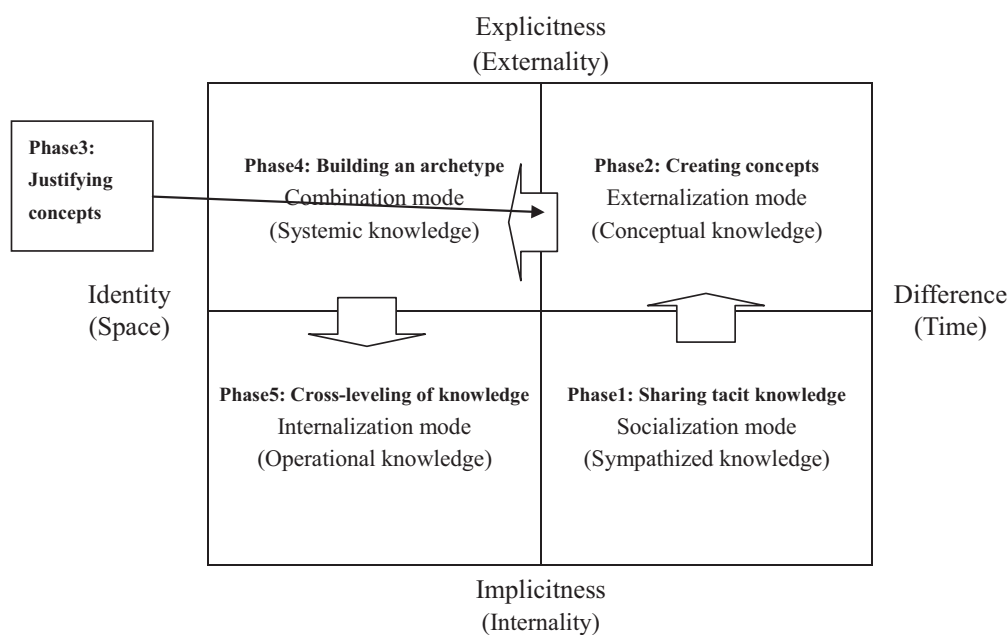 Explicitness
(Externality)
Phase3:
Justifying
concepts
Phase4: Building an archetype
Combination mode
(Systemic knowledge)
Phase2: Creating concepts
Externalization mode
(Conceptual knowledge)
Identity
(Space)
Difference
(Time)
Phase5: Cross-leveling of knowledge
Internalization mode
(Operational knowledge)
Phase1: Sharing tacit knowledge
Socialization mode
(Sympathized knowledge)
Implicitness
(Internality)